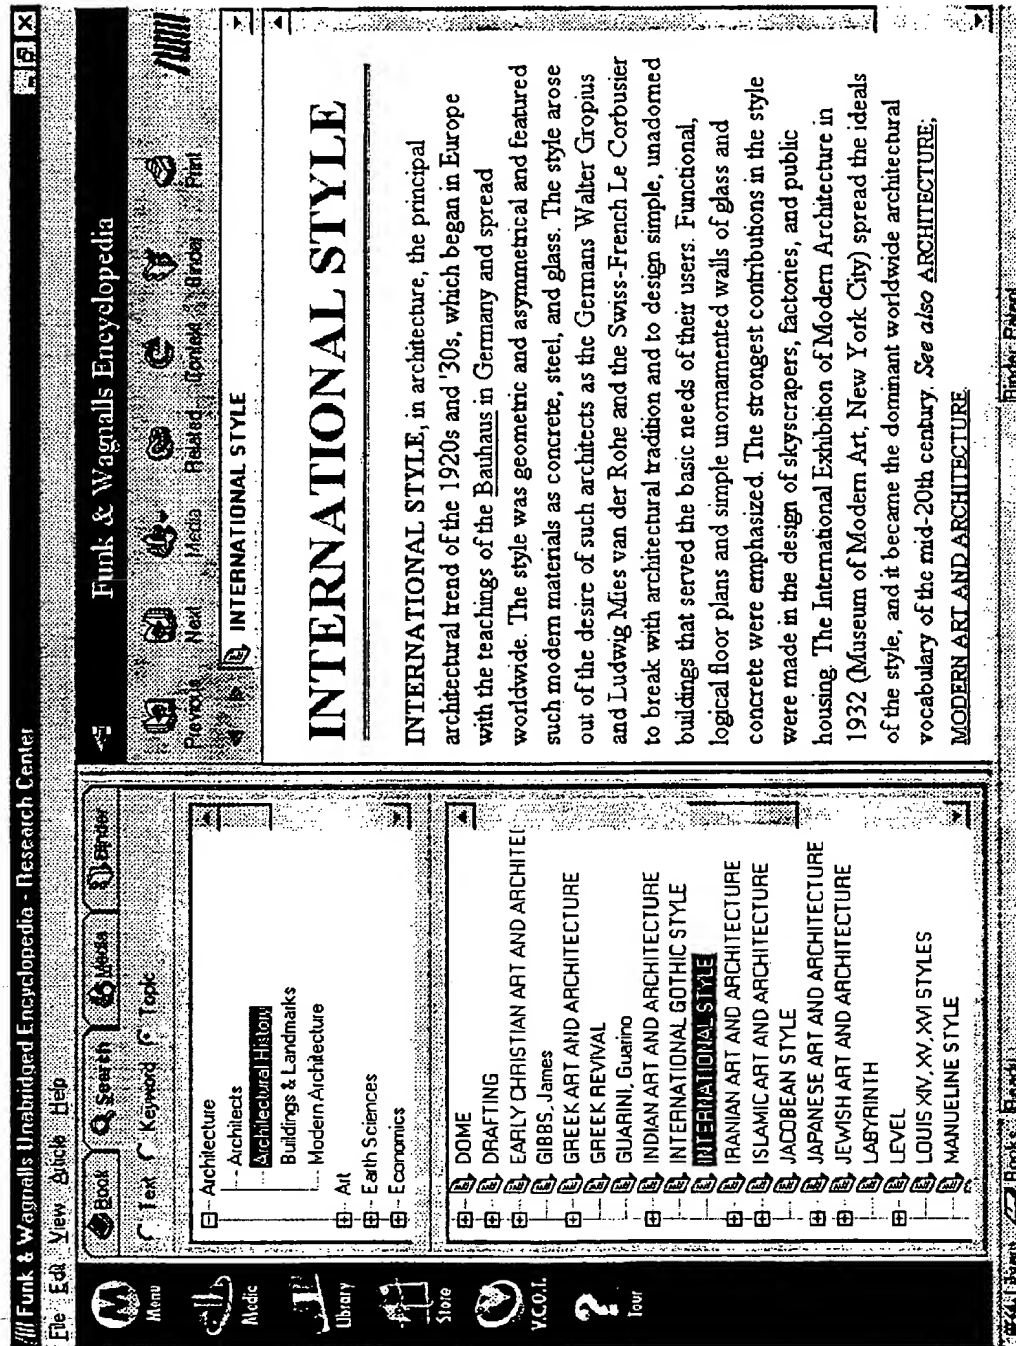 Funk & Wagnalls Unabridged Encyclopedia - Research Center
File Edit View Article Help
Menu
Media
Library
Store
V.C.O.T.
Tour
Book Search Media Binder
Text Keyword Topic
Architecture
Architects
Architectural History
Buildings & Landmarks
Modern Architecture
Art
Earth Sciences
Economics
DOME
DRAFTING
EARLY CHRISTIAN ART AND ARCHITEC
GIBBS, James
GREEK ART AND ARCHITECTURE
GREEK REVIVAL
GUARINI, Guarino
INDIAN ART AND ARCHITECTURE
INTERNATIONAL GOTHIC STYLE
INTERNATIONAL STYLE
IRANIAN ART AND ARCHITECTURE
ISLAMIC ART AND ARCHITECTURE
JACOBEAN STYLE
JAPANESE ART AND ARCHITECTURE
JEWISH ART AND ARCHITECTURE
LABYRINTH
LEVEL
LOUIS XIV, XV, XVI STYLES
MANUELINE STYLE
Funk & Wagnalls Encyclopedia
Previous Next Media Related Context Binder Print
INTERNATIONAL STYLE
INTERNATIONAL STYLE
INTERNATIONAL STYLE, in architecture, the principal
architectural trend of the 1920s and '30s, which began in Europe
with the teachings of the Bauhaus in Germany and spread
worldwide. The style was geometric and asymmetrical and featured
such modern materials as concrete, steel, and glass. The style arose
out of the desire of such architects as the Germans Walter Gropius
and Ludwig Mies van der Rohe and the Swiss-French Le Corbusier
to break with architectural tradition and to design simple, unadorned
buildings that served the basic needs of their users. Functional,
logical floor plans and simple unornamented walls of glass and
concrete were emphasized. The strongest contributions in the style
were made in the design of skyscrapers, factories, and public
housing. The International Exhibition of Modern Architecture in
1932 (Museum of Modern Art, New York City) spread the ideals
of the style, and it became the dominant worldwide architectural
vocabulary of the mid-20th century. See also ARCHITECTURE;
MODERN ART AND ARCHITECTURE.
Books Ready
Binder Patent